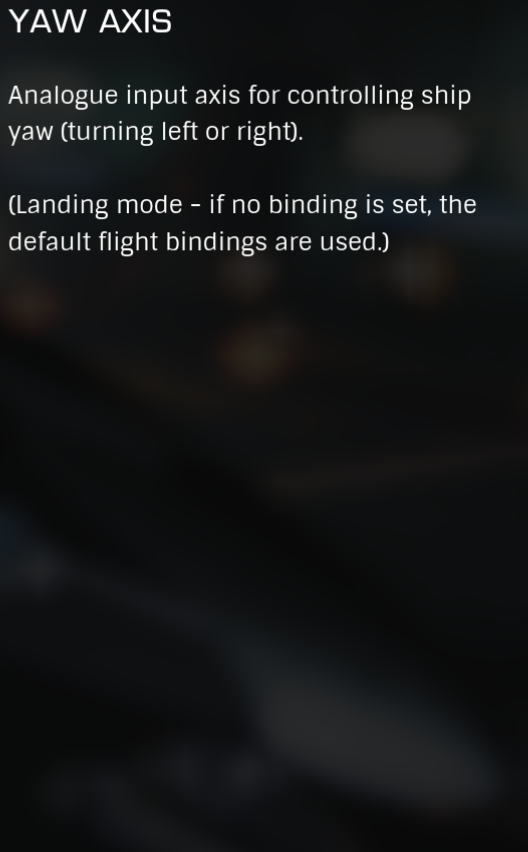 YAW AXIS
Analogue input axis for controlling ship
yaw (turning left or right).
(Landing mode - if no binding is set, the
default flight bindings are used.)